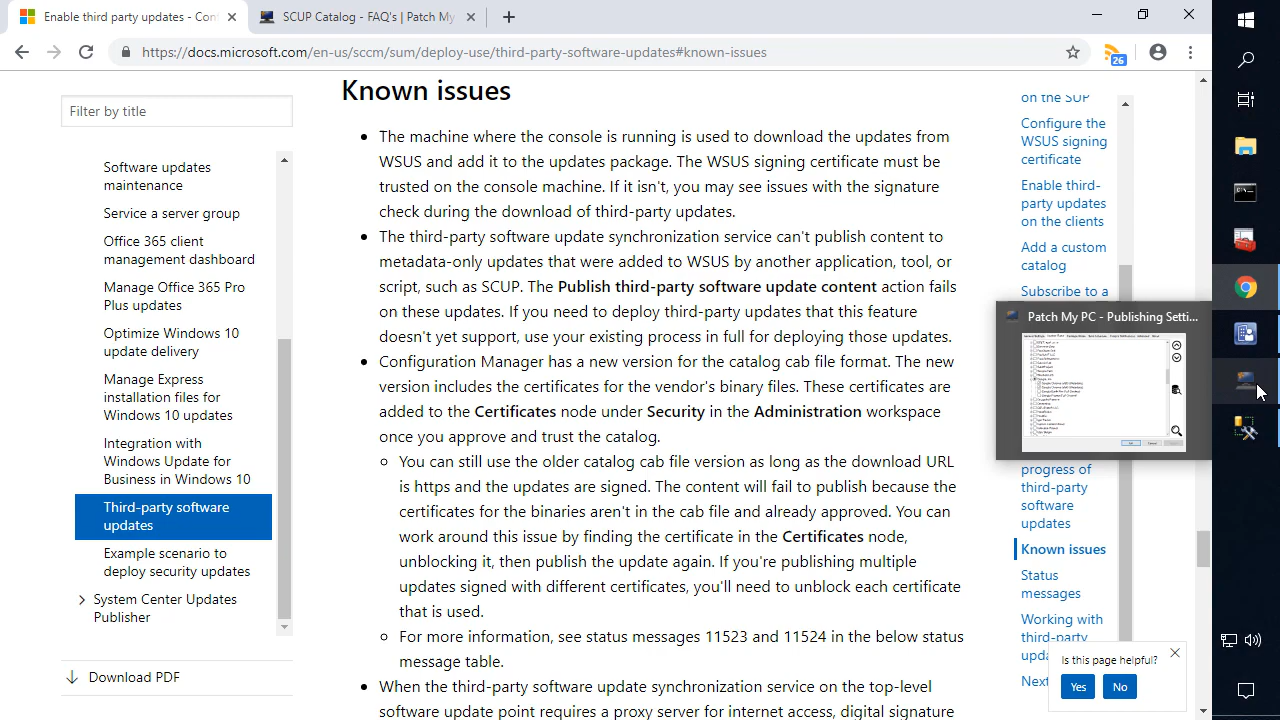 Enable third party updates - Con
SCUP Catalog - FAQ's | Patch My
https://docs.microsoft.com/en-us/sccm/sum/deploy-use/third-party-software-updates#known-issues
26
Filter by title
Software updates
maintenance
Service a server group
Office 365 client
management dashboard
Manage Office 365 Pro
Plus updates
Optimize Windows 10
update delivery
Manage Express
installation files for
Windows 10 updates
Integration with
Windows Update for
Business in Windows 10
Third-party software
updates
Example scenario to
deploy security updates
System Center Updates
Publisher
Download PDF
Known issues
The machine where the console is running is used to download the updates from
WSUS and add it to the updates package. The WSUS signing certificate must be
trusted on the console machine. If it isn't, you may see issues with the signature
check during the download of third-party updates.
The third-party software update synchronization service can't publish content to
metadata-only updates that were added to WSUS by another application, tool, or
script, such as SCUP. The Publish third-party software update content action fails
on these updates. If you need to deploy third-party updates that this feature
doesn't yet support, use your existing process in full for deploying those updates.
Configuration Manager has a new version for the catalog cab file format. The new
version includes the certificates for the vendor's binary files. These certificates are
added to the Certificates node under Security in the Administration workspace
once you approve and trust the catalog.
You can still use the older catalog cab file version as long as the download URL
is https and the updates are signed. The content will fail to publish because the
certificates for the binaries aren't in the cab file and already approved. You can
work around this issue by finding the certificate in the Certificates node,
unblocking it, then publish the update again. If you're publishing multiple
updates signed with different certificates, you'll need to unblock each certificate
that is used.
For more information, see status messages 11523 and 11524 in the below status
message table.
When the third-party software update synchronization service on the top-level
software update point requires a proxy server for internet access, digital signature
on the SUP
Configure the
WSUS signing
certificate
Enable third-
party updates
on the clients
Add a custom
catalog
Subscribe to a
Patch My PC - Publishing Setti...
progress of
third-party
software
updates
Known issues
Status
messages
Working with
third-party
upda
Next
Is this page helpful?
Yes
No